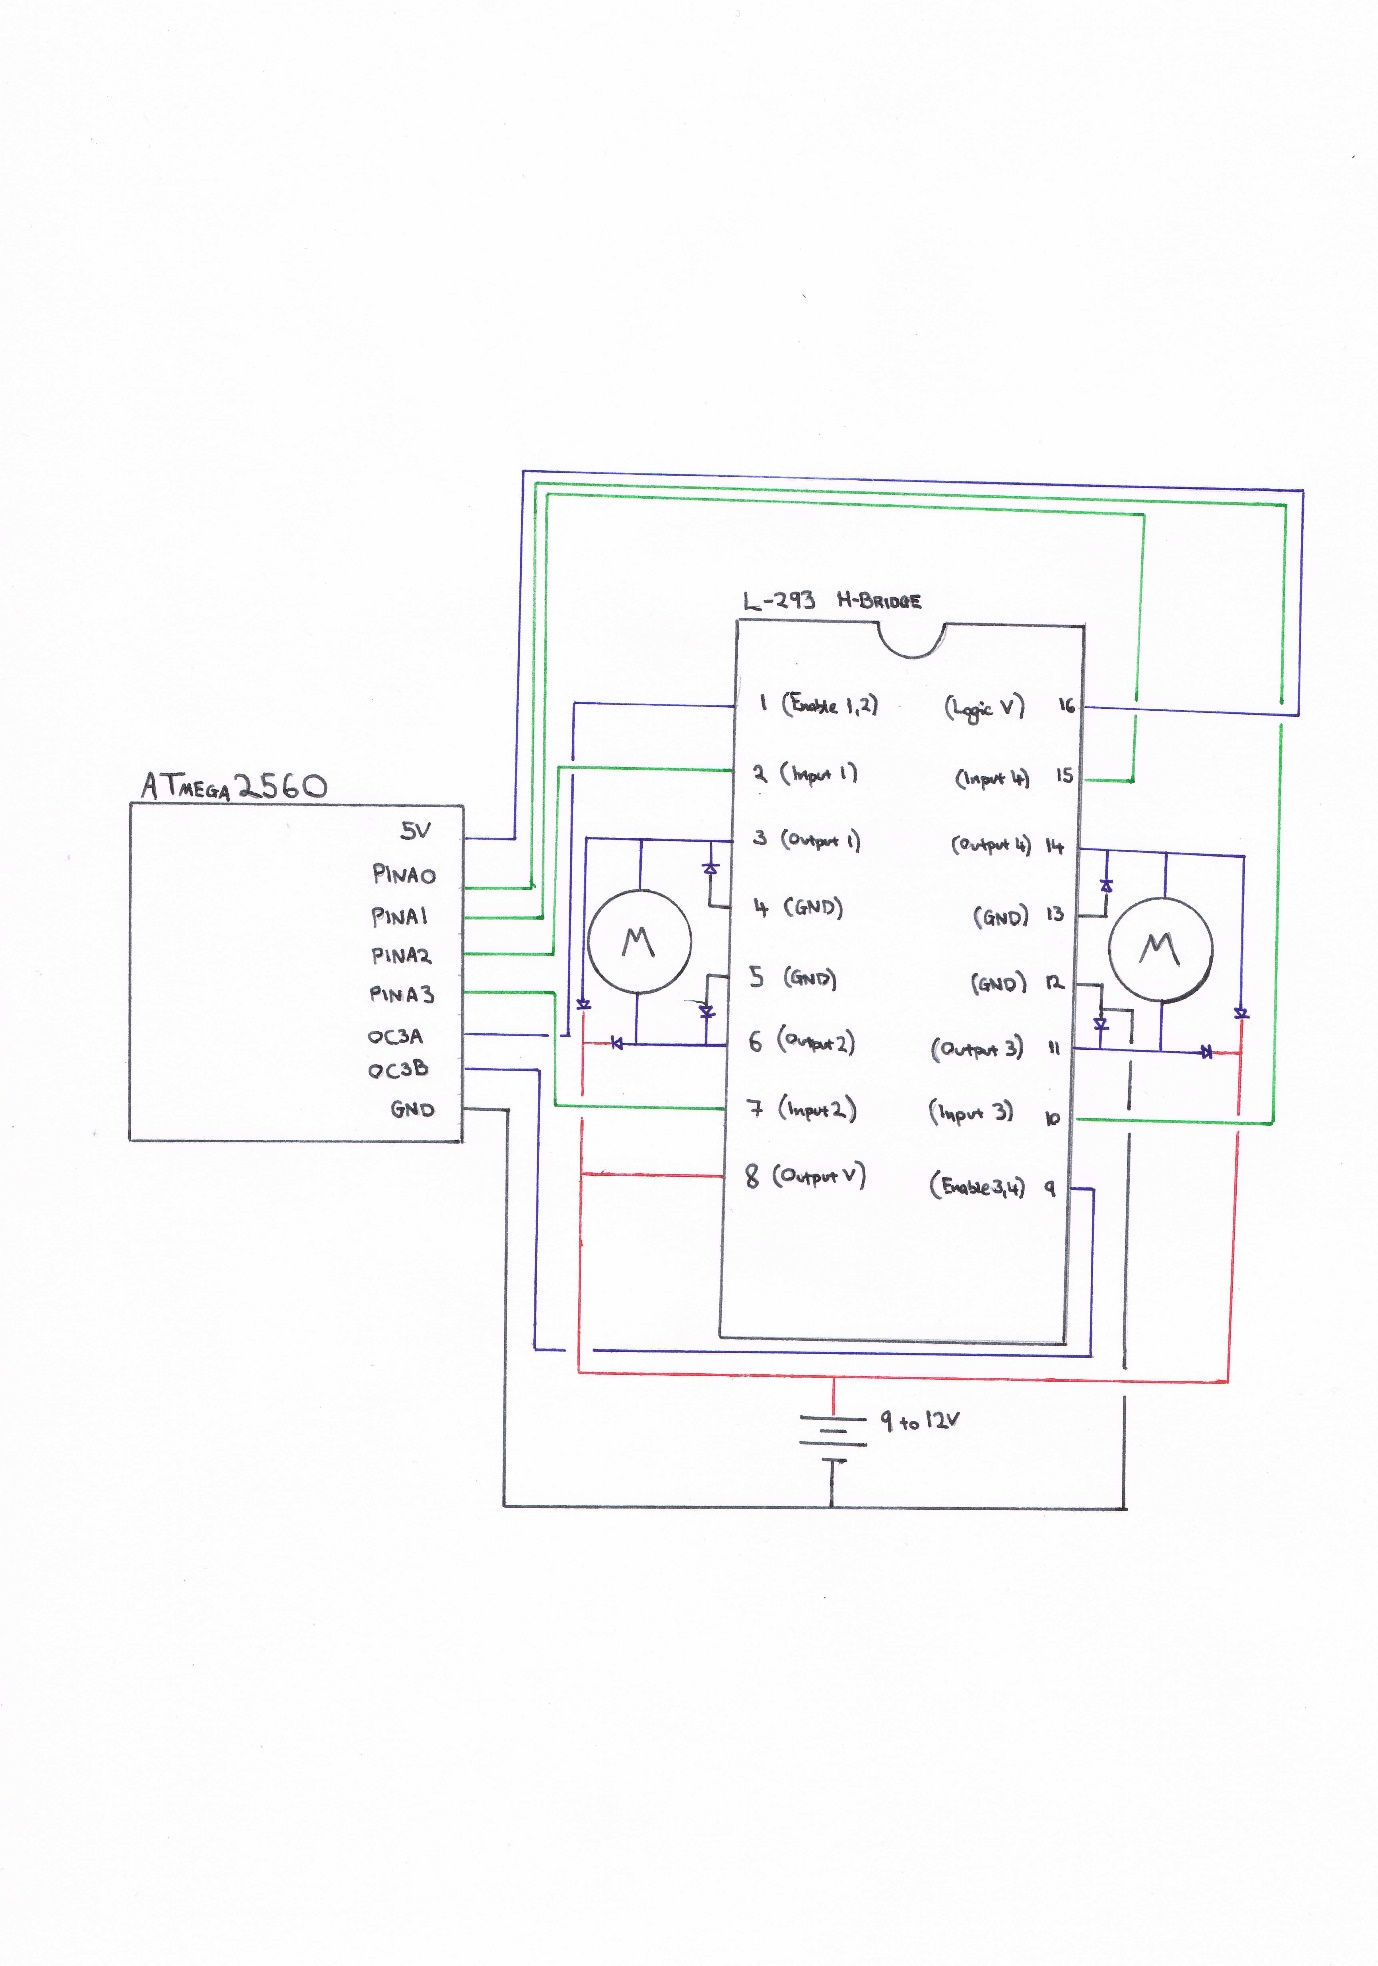 L-293 H-BRIDGE
ATMEGA2560
5V
PINA0
PINA1
PINA2
PINA3
OC3A
OC3B
GND
1 (Enable 1,2)
2 (Input 1)
3 (Output 1)
4 (GND)
5 (GND)
6 (Output 2)
7 (Input 2)
8 (Output V)
(Logic V) 16
(Input 4) 15
(Output 4) 14
(GND) 13
(GND) 12
(Output 3) 11
(Input 3) 10
(Enable 3,4) 9
M
M
9 to 12V